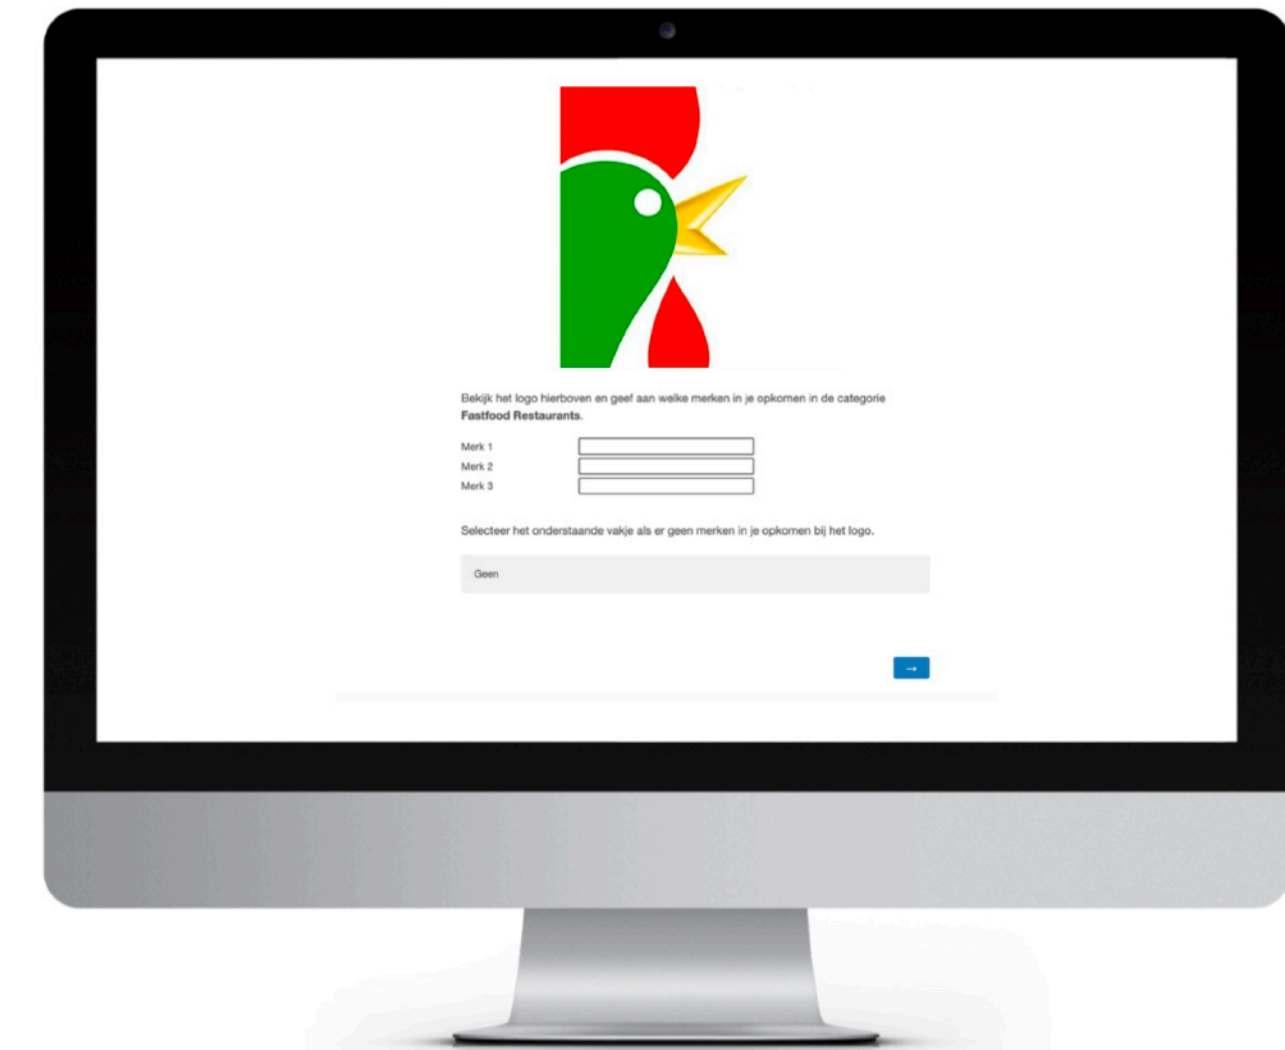 Bekijk het logo hierboven en geef aan welke merken in je opkomen in de categorie
Fastfood Restaurants.
Merk 1
Merk 2
Merk 3
Selecteer het onderstaande vakje als er geen merken in je opkomen bij het logo.
Geen
→